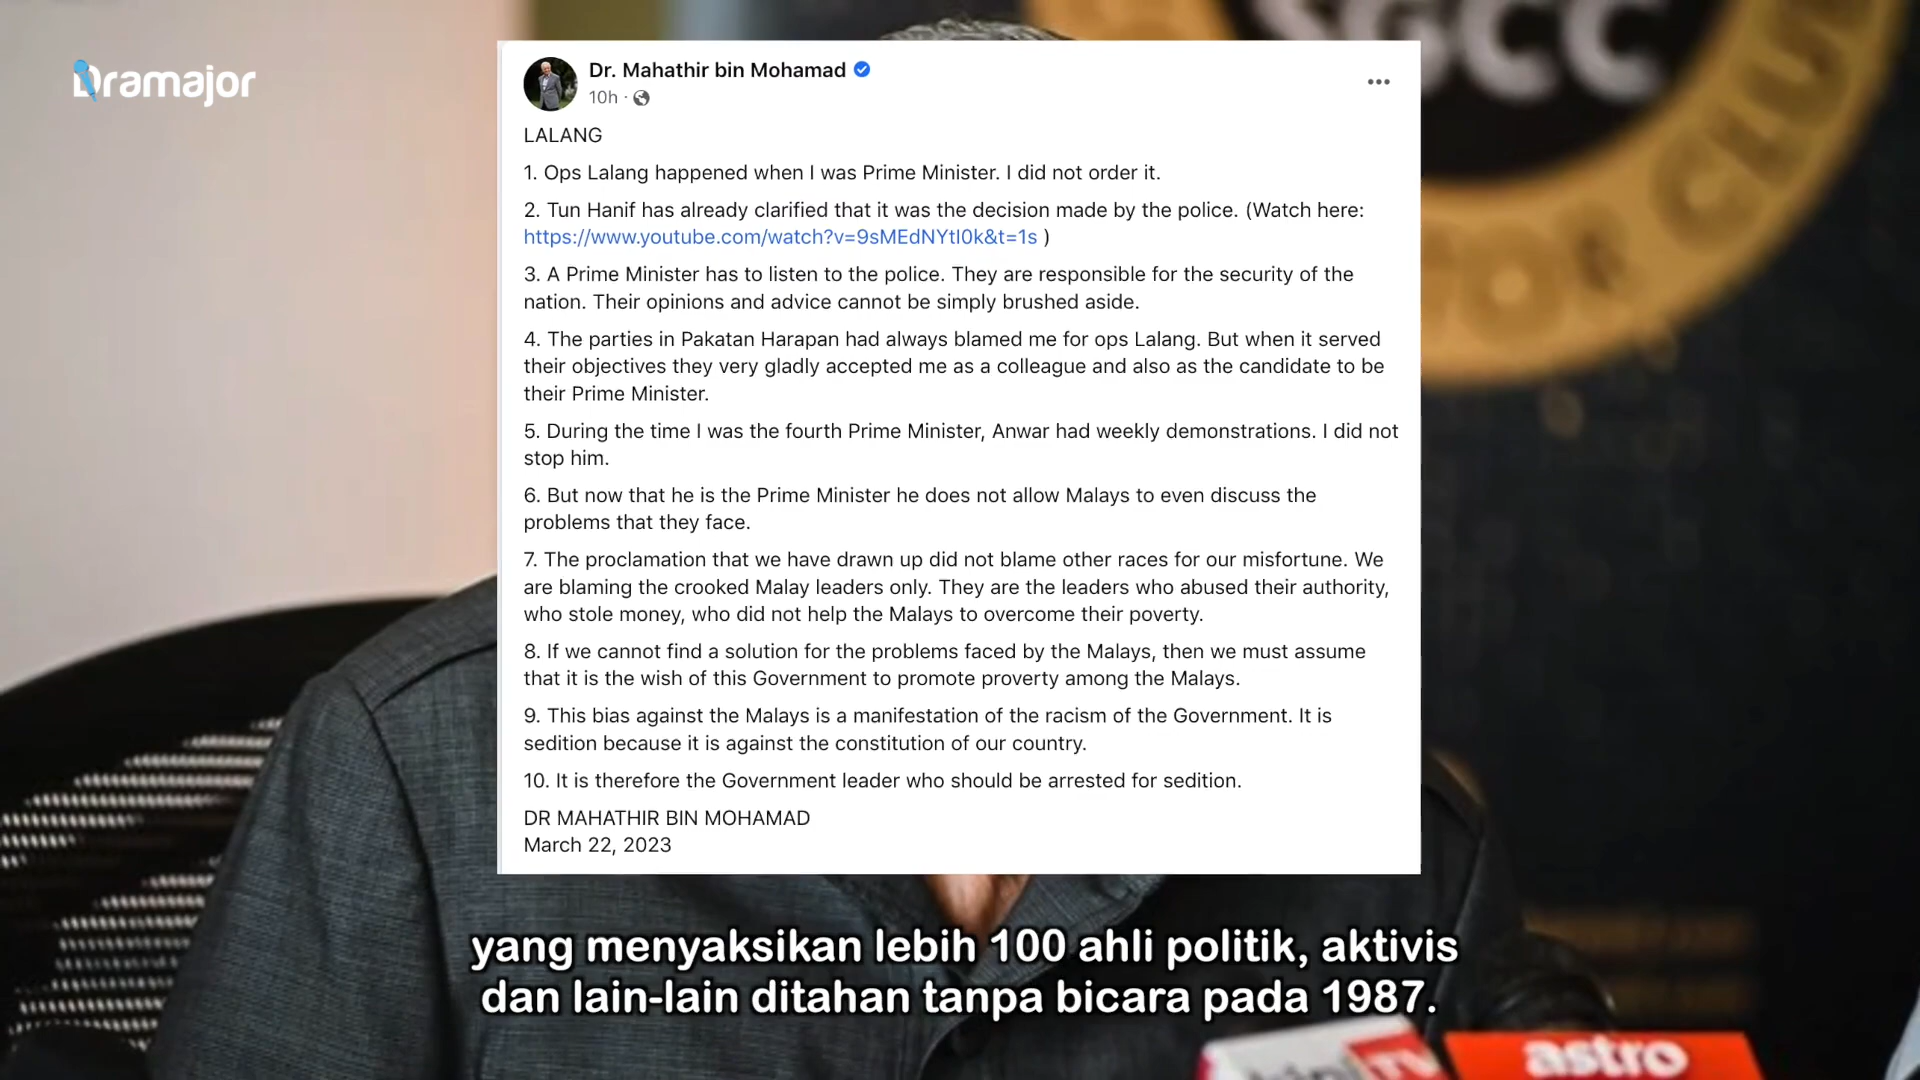 Dramajor
SGCC
Dr. Mahathir bin Mohamad
10h ·
LALANG
1. Ops Lalang happened when I was Prime Minister. I did not order it.
2. Tun Hanif has already clarified that it was the decision made by the police. (Watch here:
https://www.youtube.com/watch?v=9sMEdNYtI0k&t=1s )
3. A Prime Minister has to listen to the police. They are responsible for the security of the
nation. Their opinions and advice cannot be simply brushed aside.
4. The parties in Pakatan Harapan had always blamed me for ops Lalang. But when it served
their objectives they very gladly accepted me as a colleague and also as the candidate to be
their Prime Minister.
5. During the time I was the fourth Prime Minister, Anwar had weekly demonstrations. I did not
stop him.
6. But now that he is the Prime Minister he does not allow Malays to even discuss the
problems that they face.
7. The proclamation that we have drawn up did not blame other races for our misfortune. We
are blaming the crooked Malay leaders only. They are the leaders who abused their authority,
who stole money, who did not help the Malays to overcome their poverty.
8. If we cannot find a solution for the problems faced by the Malays, then we must assume
that it is the wish of this Government to promote proverty among the Malays.
9. This bias against the Malays is a manifestation of the racism of the Government. It is
sedition because it is against the constitution of our country.
10. It is therefore the Government leader who should be arrested for sedition.
DR MAHATHIR BIN MOHAMAD
March 22, 2023
yang menyaksikan lebih 100 ahli politik, aktivis
dan lain-lain ditahan tanpa bicara pada 1987.
astro